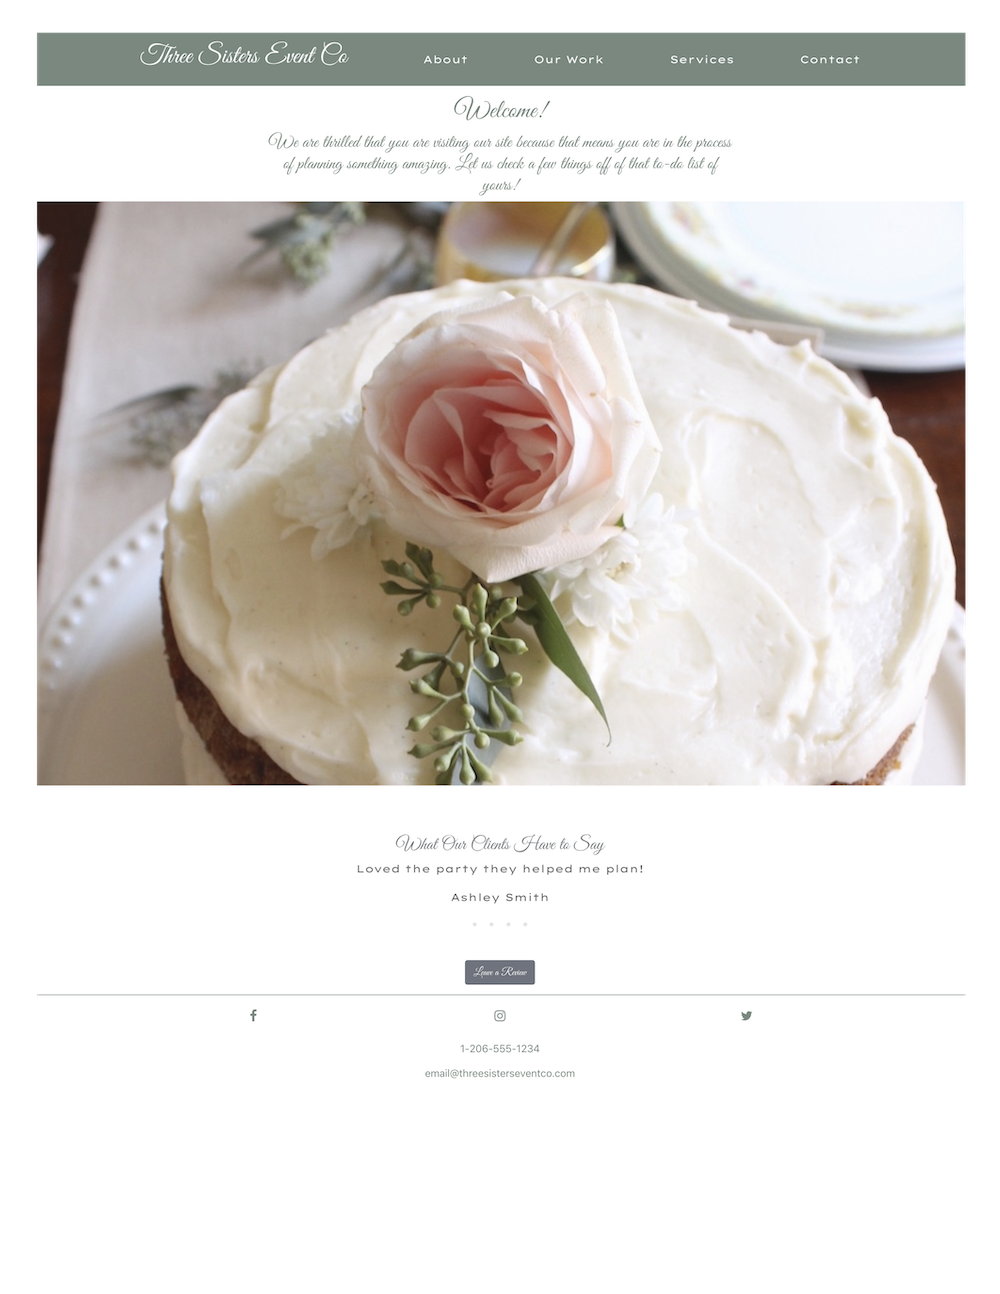 Three Sisters Event Co
About
Our Work
Services
Contact
Welcome!
We are thrilled that you are visiting our site because that means you are in the process
of planning something amazing. Let us check a few things off of that to-do list of
yours!
What Our Clients Have to Say
Loved the party they helped me plan!
Ashley Smith
Leave a Review
1-206-555-1234
email@threesisterseventco.com